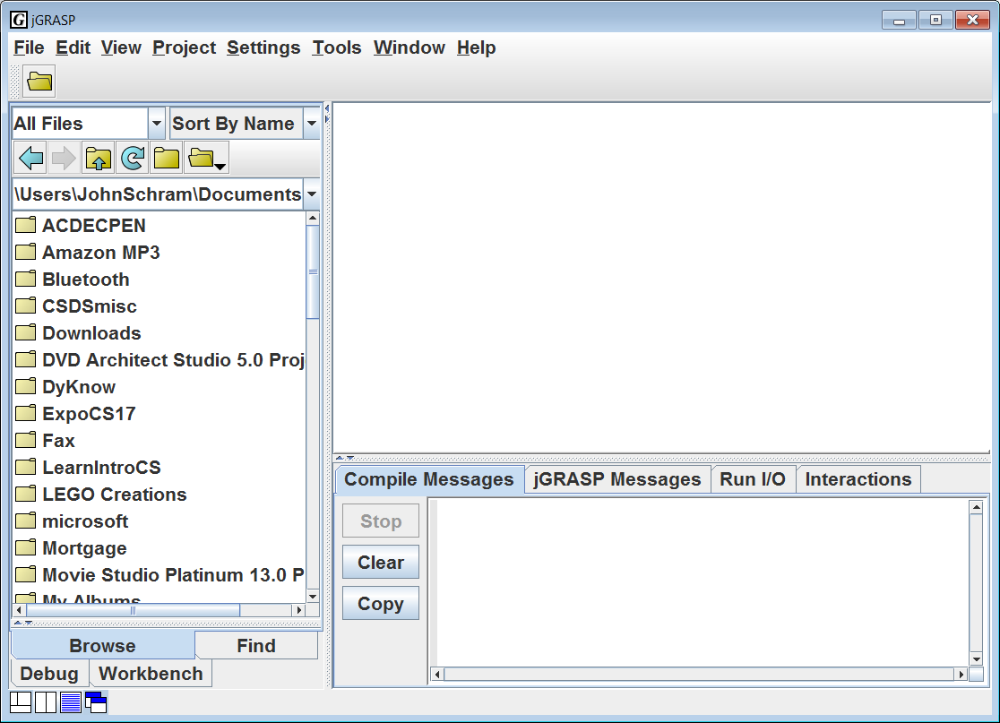 G jGRASP
File Edit View Project Settings Tools Window Help
All Files Sort By Name
\Users\JohnSchram\Documents
ACDECPEN
Amazon MP3
Bluetooth
CSDSmisc
Downloads
DVD Architect Studio 5.0 Proj
DyKnow
ExpoCS17
Fax
LearnIntroCS
LEGO Creations
microsoft
Mortgage
Movie Studio Platinum 13.0 P
My Albums
Browse Find
Debug Workbench
Compile Messages jGRASP Messages Run I/O Interactions
Stop
Clear
Copy